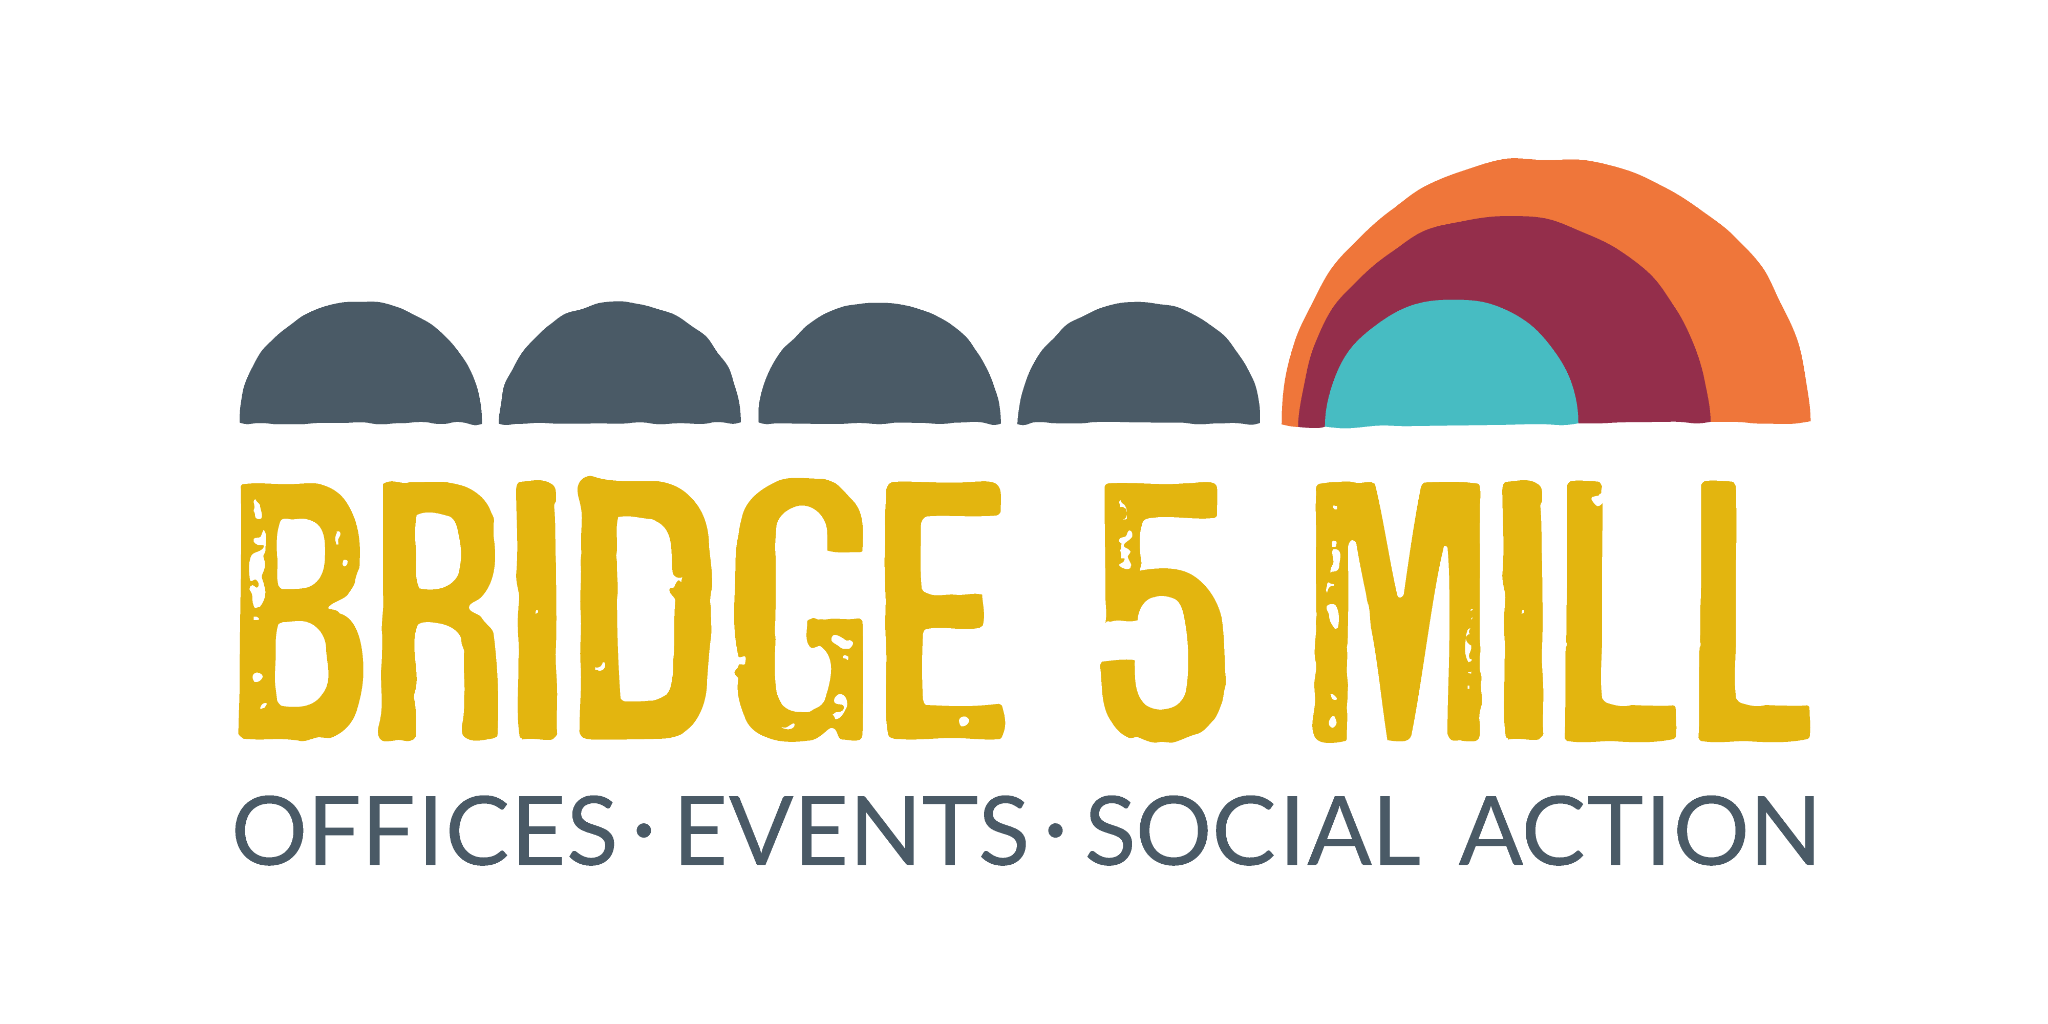 BRIDGE 5 MILL
OFFICES · EVENTS · SOCIAL ACTION